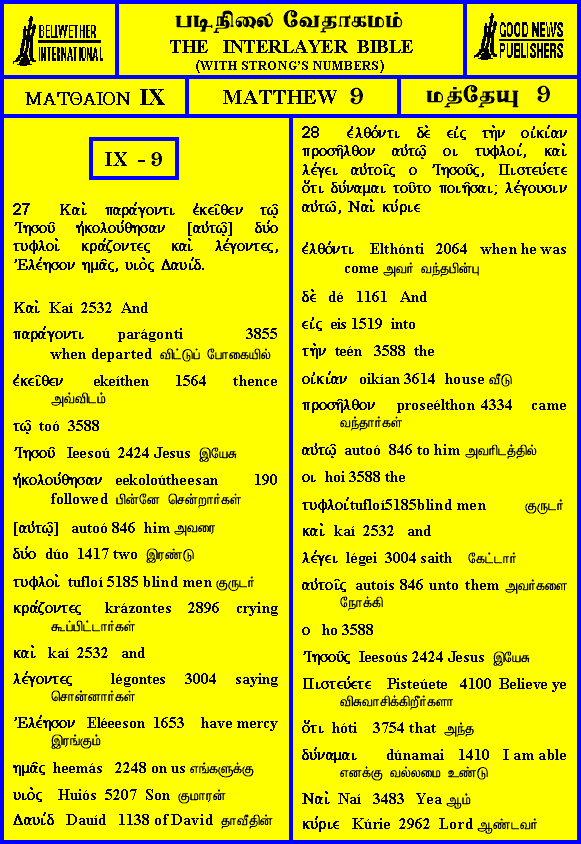 BELLWETHER
INTERNATIONAL
படிநிலை வேதாகமம்
THE INTERLAYER BIBLE
(WITH STRONG'S NUMBERS)
GOOD NEWS
PUBLISHERS
ΜΑΤΘΑΙΟΝ IX
MATTHEW 9
மத்தேயு 9
IX - 9
27 Καὶ παράγοντι ἐκεῖθεν τῷ
Ἰησοῦ ἠκολούθησαν [αὐτῷ] δύο
τυφλοὶ κράζοντες καὶ λέγοντες,
Ἐλέησον ημᾶς, υιὸς Δαυίδ.
Καὶ Kaí 2532 And
παράγοντι parágonti 3855
when departed விட்டுப் போகையில்
ἐκεῖθεν ekeíthen 1564 thence
அவ்விடம்
τῷ toó 3588
Ἰησοῦ Ieesoú 2424 Jesus இயேசு
ἠκολούθησαν eekoloútheesan 190
followed பின்னே சென்றார்கள்
[αὐτῷ] autoó 846 him அவரை
δύο dúo 1417 two இரண்டு
τυφλοὶ tufloí 5185 blind men குருடர்
κράζοντες krázontes 2896 crying
கூப்பிட்டார்கள்
καὶ kaí 2532 and
λέγοντες légontes 3004 saying
சொன்னார்கள்
Ἐλέησον Eléeeson 1653 have mercy
இரங்கும்
ημᾶς heemás 2248 on us எங்களுக்கு
υιὸς Huiós 5207 Son குமாரன்
Δαυίδ Dauíd 1138 of David தாவீதின்
28 ἐλθόντι δὲ εἰς τὴν οἰκίαν
προσῆλθον αὐτῷ οι τυφλοί, καὶ
λέγει αὐτοῖς ο Ἰησοῦς, Πιστεύετε
ὅτι δύναμαι τοῦτο ποιῆσαι; λέγουσιν
αὐτῶ, Ναὶ κύριε
ἐλθόντι Elthónti 2064 when he was
come அவர் வந்தபின்பு
δὲ dé 1161 And
εἰς eis 1519 into
τὴν teén 3588 the
οἰκίαν oikían 3614 house வீடு
προσῆλθον proseélthon 4334 came
வந்தார்கள்
αὐτῷ autoó 846 to him அவரிடத்தில்
οι hoi 3588 the
τυφλοί tufloí5185blind men குருடர்
καὶ kaí 2532 and
λέγει légei 3004 saith கேட்டார்
αὐτοῖς autoís 846 unto them அவர்களை
நோக்கி
ο ho 3588
Ἰησοῦς Ieesoús 2424 Jesus இயேசு
Πιστεύετε Pisteúete 4100 Believe ye
விசுவாசிக்கிறீர்களா
ὅτι hóti 3754 that அந்த
δύναμαι dúnamai 1410 I am able
எனக்கு வல்லமை உண்டு
Ναὶ Naí 3483 Yea ஆம்
κύριε Kúrie 2962 Lord ஆண்டவர்